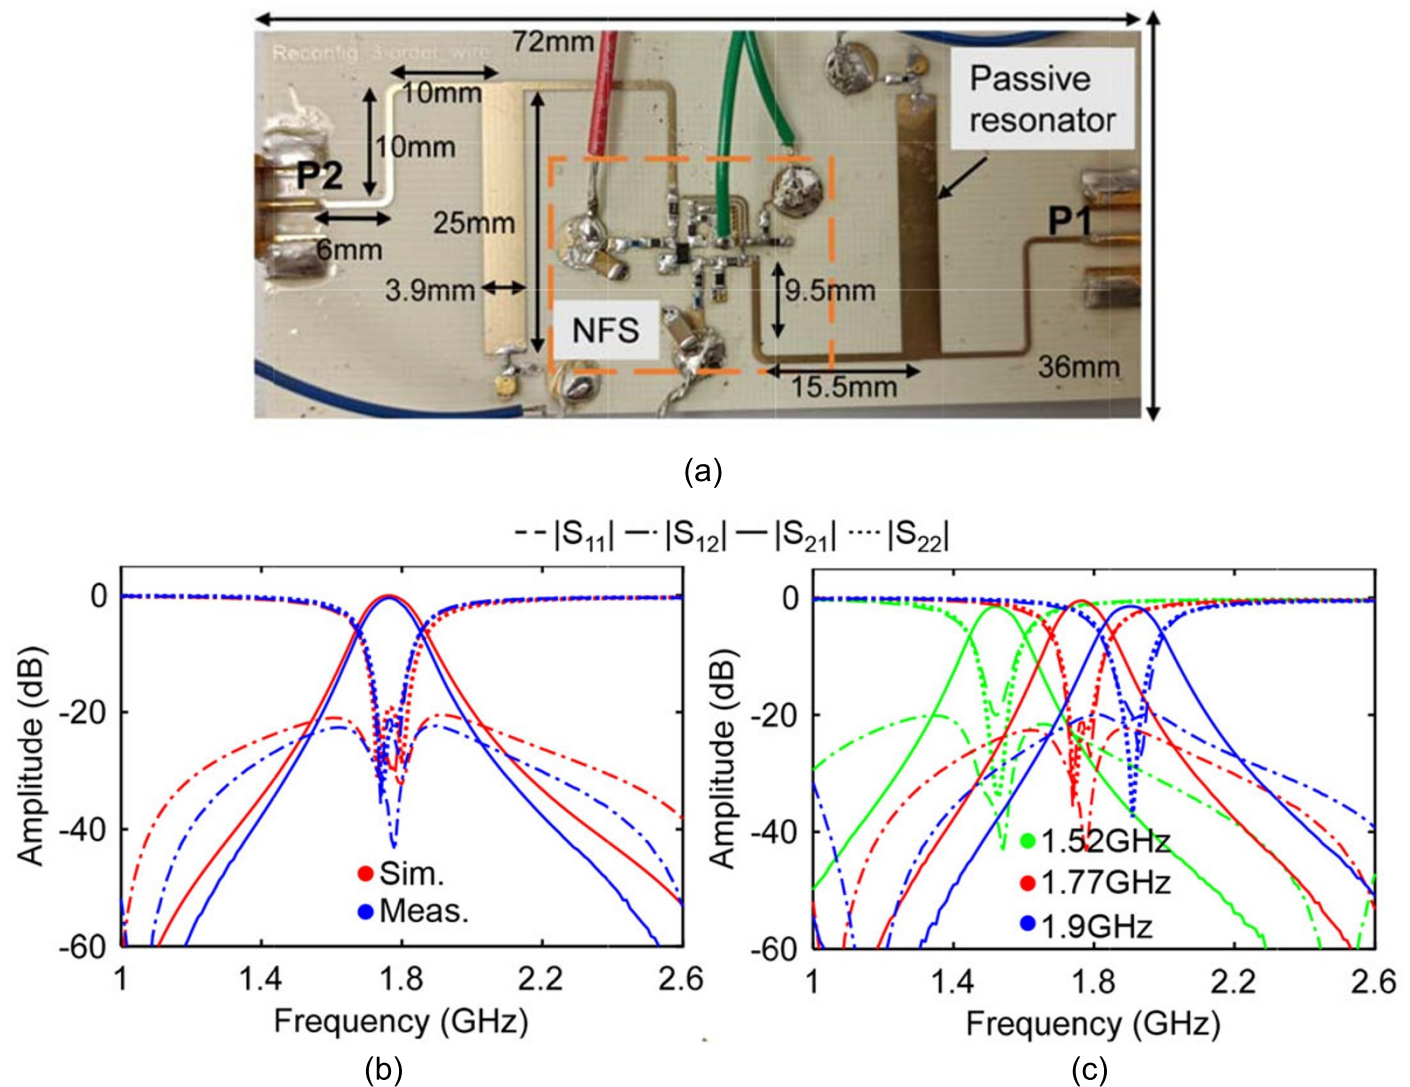 Reconfig 3-order wire
72mm
10mm
Passive
resonator
10mm
P2
P1
25mm
6mm
3.9mm
9.5mm
NFS
36mm
15.5mm
(a)
|S11| |S12| |S21| |S22|
0
-20
-40
-60
Amplitude (dB)
Sim.
Meas.
1 1.4 1.8 2.2 2.6
Frequency (GHz)
(b)
0
-20
-40
-60
Amplitude (dB)
1.52GHz
1.77GHz
1.9GHz
1 1.4 1.8 2.2 2.6
Frequency (GHz)
(c)